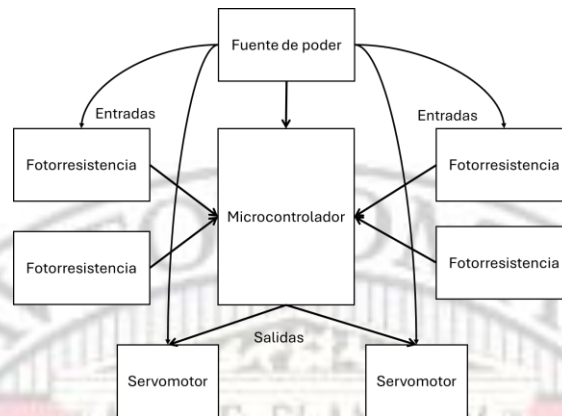 Fuente de poder
Entradas
Entradas
Fotorresistencia
Fotorresistencia
Microcontrolador
Fotorresistencia
Fotorresistencia
Salidas
Servomotor
Servomotor